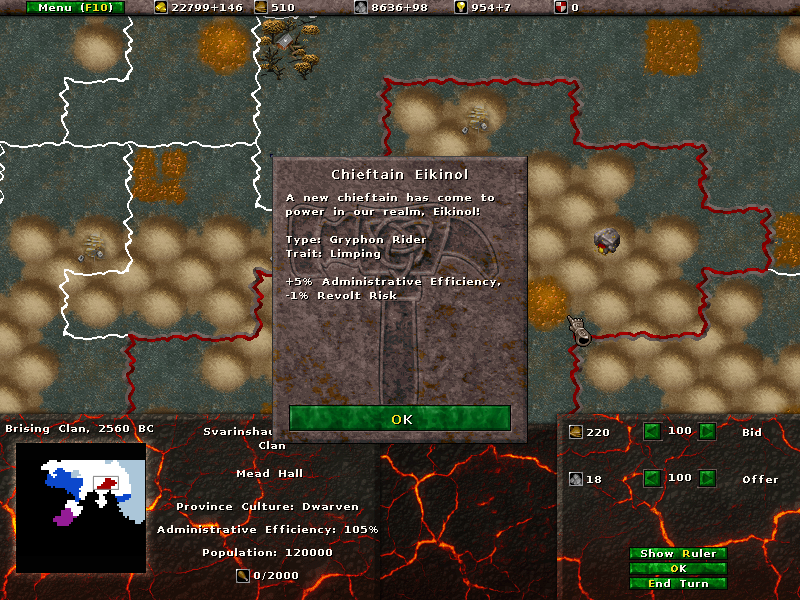 Menu (F10) 22799+146 510 8636+98 954+7 0
Chieftain Eikinol
A new chieftain has come to
power in our realm, Eikinol!
Type: Gryphon Rider
Trait: Limping
+5% Administrative Efficiency,
-1% Revolt Risk
OK
Brising Clan, 2560 BC
Svarinshau
Clan
Mead Hall
Province Culture: Dwarven
Administrative Efficiency: 105%
Population: 120000
0/2000
220 100 Bid
18 100 Offer
Show Ruler
OK
End Turn